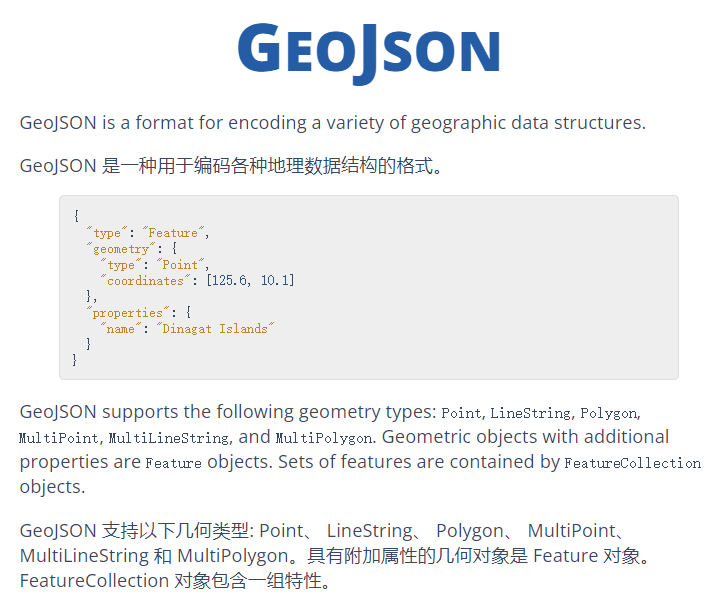 GEOJSON
GeoJSON is a format for encoding a variety of geographic data structures.
GeoJSON 是一种用于编码各种地理数据结构的格式。
{
  "type": "Feature",
  "geometry": {
    "type": "Point",
    "coordinates": [125.6, 10.1]
  },
  "properties": {
    "name": "Dinagat Islands"
  }
}
GeoJSON supports the following geometry types: Point, LineString, Polygon,
MultiPoint, MultiLineString, and MultiPolygon. Geometric objects with additional
properties are Feature objects. Sets of features are contained by FeatureCollection
objects.
GeoJSON 支持以下几何类型: Point、 LineString、 Polygon、 MultiPoint、
MultiLineString 和 MultiPolygon。具有附加属性的几何对象是 Feature 对象。
FeatureCollection 对象包含一组特性。